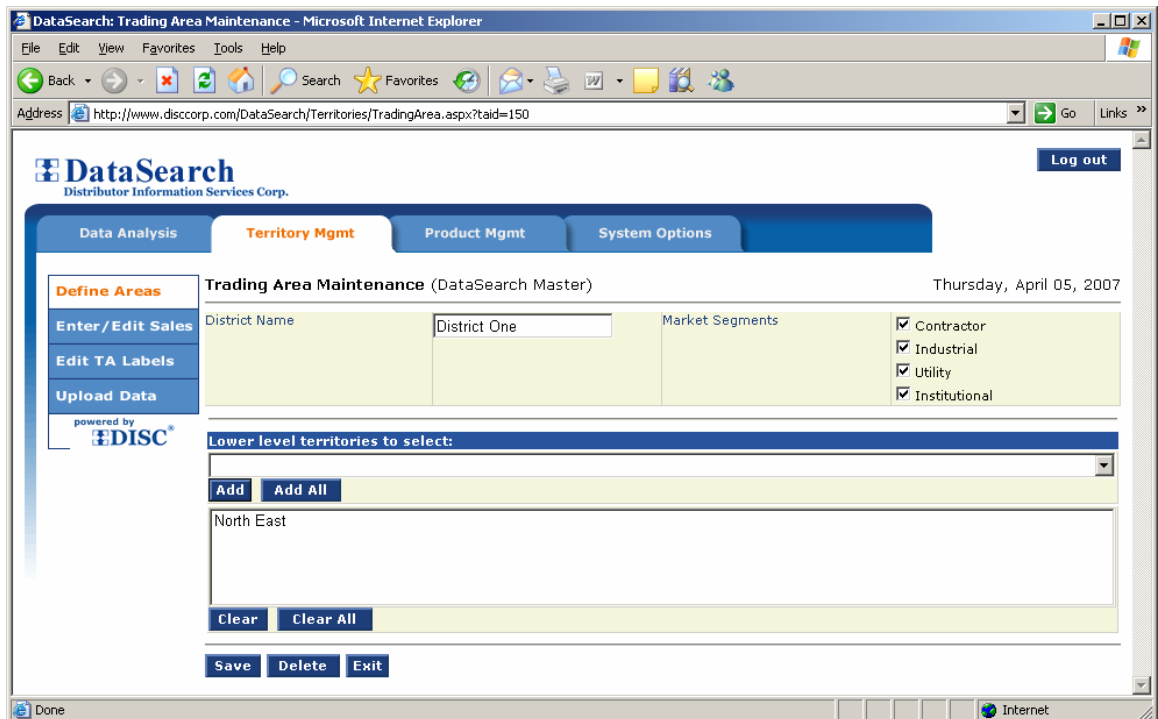 DataSearch: Trading Area Maintenance - Microsoft Internet Explorer
File Edit View Favorites Tools Help
Back Search Favorites W
Address http://www.disccorp.com/DataSearch/Territories/TradingArea.aspx?taid=150 Go Links »
Log out
DataSearch
Distributor Information Services Corp.
Data Analysis Territory Mgmt Product Mgmt System Options
Define Areas
Enter/Edit Sales
Edit TA Labels
Upload Data
powered by
DISC®
Trading Area Maintenance (DataSearch Master) Thursday, April 05, 2007
District Name District One Market Segments Contractor
Industrial
Utility
Institutional
Lower level territories to select:
Add Add All
North East
Clear Clear All
Save Delete Exit
Done Internet